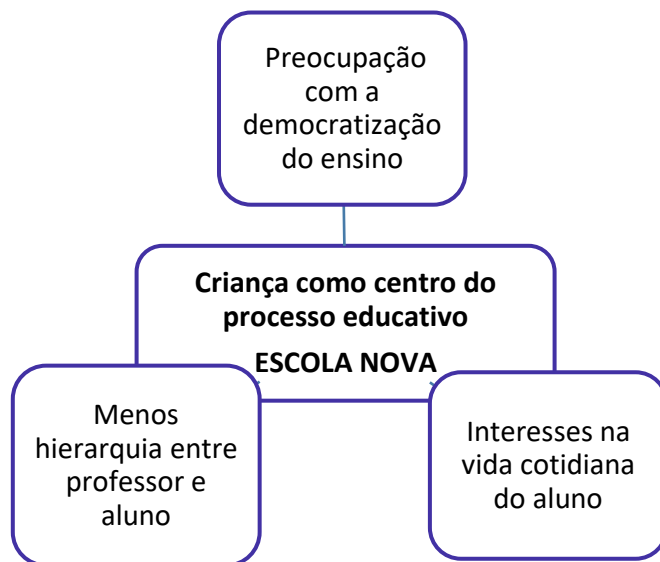 Preocupação
com a
democratização
do ensino
Criança como centro do
processo educativo
ESCOLA NOVA
Menos
hierarquia entre
professor e
aluno
Interesses na
vida cotidiana
do aluno